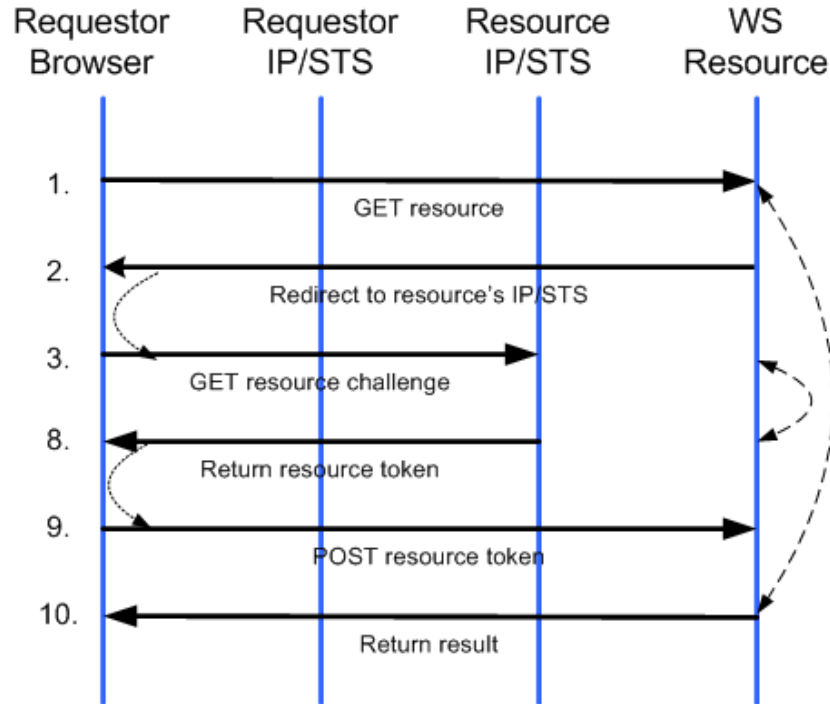 Requestor
Browser
Requestor
IP/STS
Resource
IP/STS
WS
Resource
1.
GET resource
2.
Redirect to resource's IP/STS
3.
GET resource challenge
8.
Return resource token
9.
POST resource token
10.
Return result